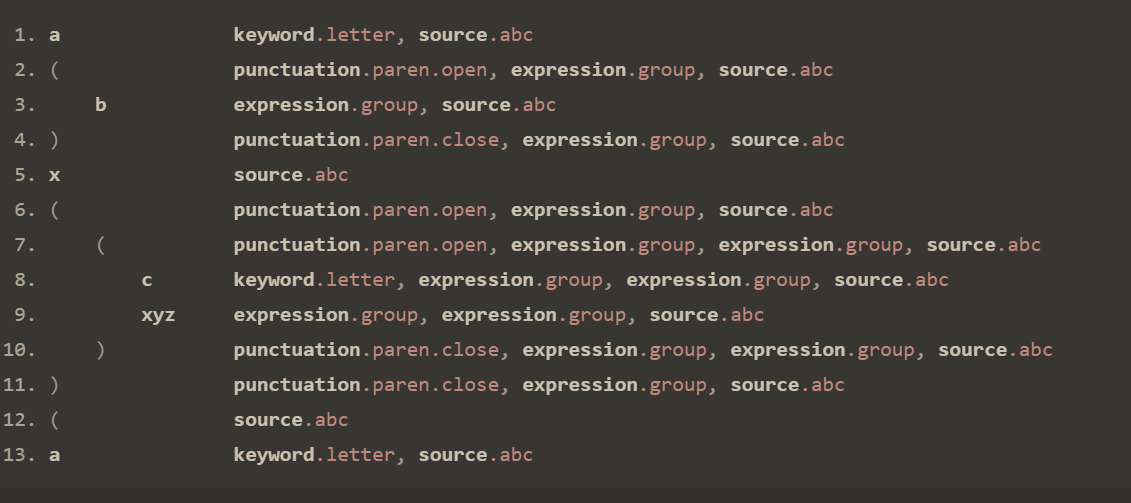 1. a keyword.letter, source.abc
2. ( punctuation.paren.open, expression.group, source.abc
3. b expression.group, source.abc
4. ) punctuation.paren.close, expression.group, source.abc
5. x source.abc
6. ( punctuation.paren.open, expression.group, source.abc
7. ( punctuation.paren.open, expression.group, expression.group, source.abc
8. c keyword.letter, expression.group, expression.group, source.abc
9. xyz expression.group, expression.group, source.abc
10. ) punctuation.paren.close, expression.group, expression.group, source.abc
11. ) punctuation.paren.close, expression.group, source.abc
12. ( source.abc
13. a keyword.letter, source.abc